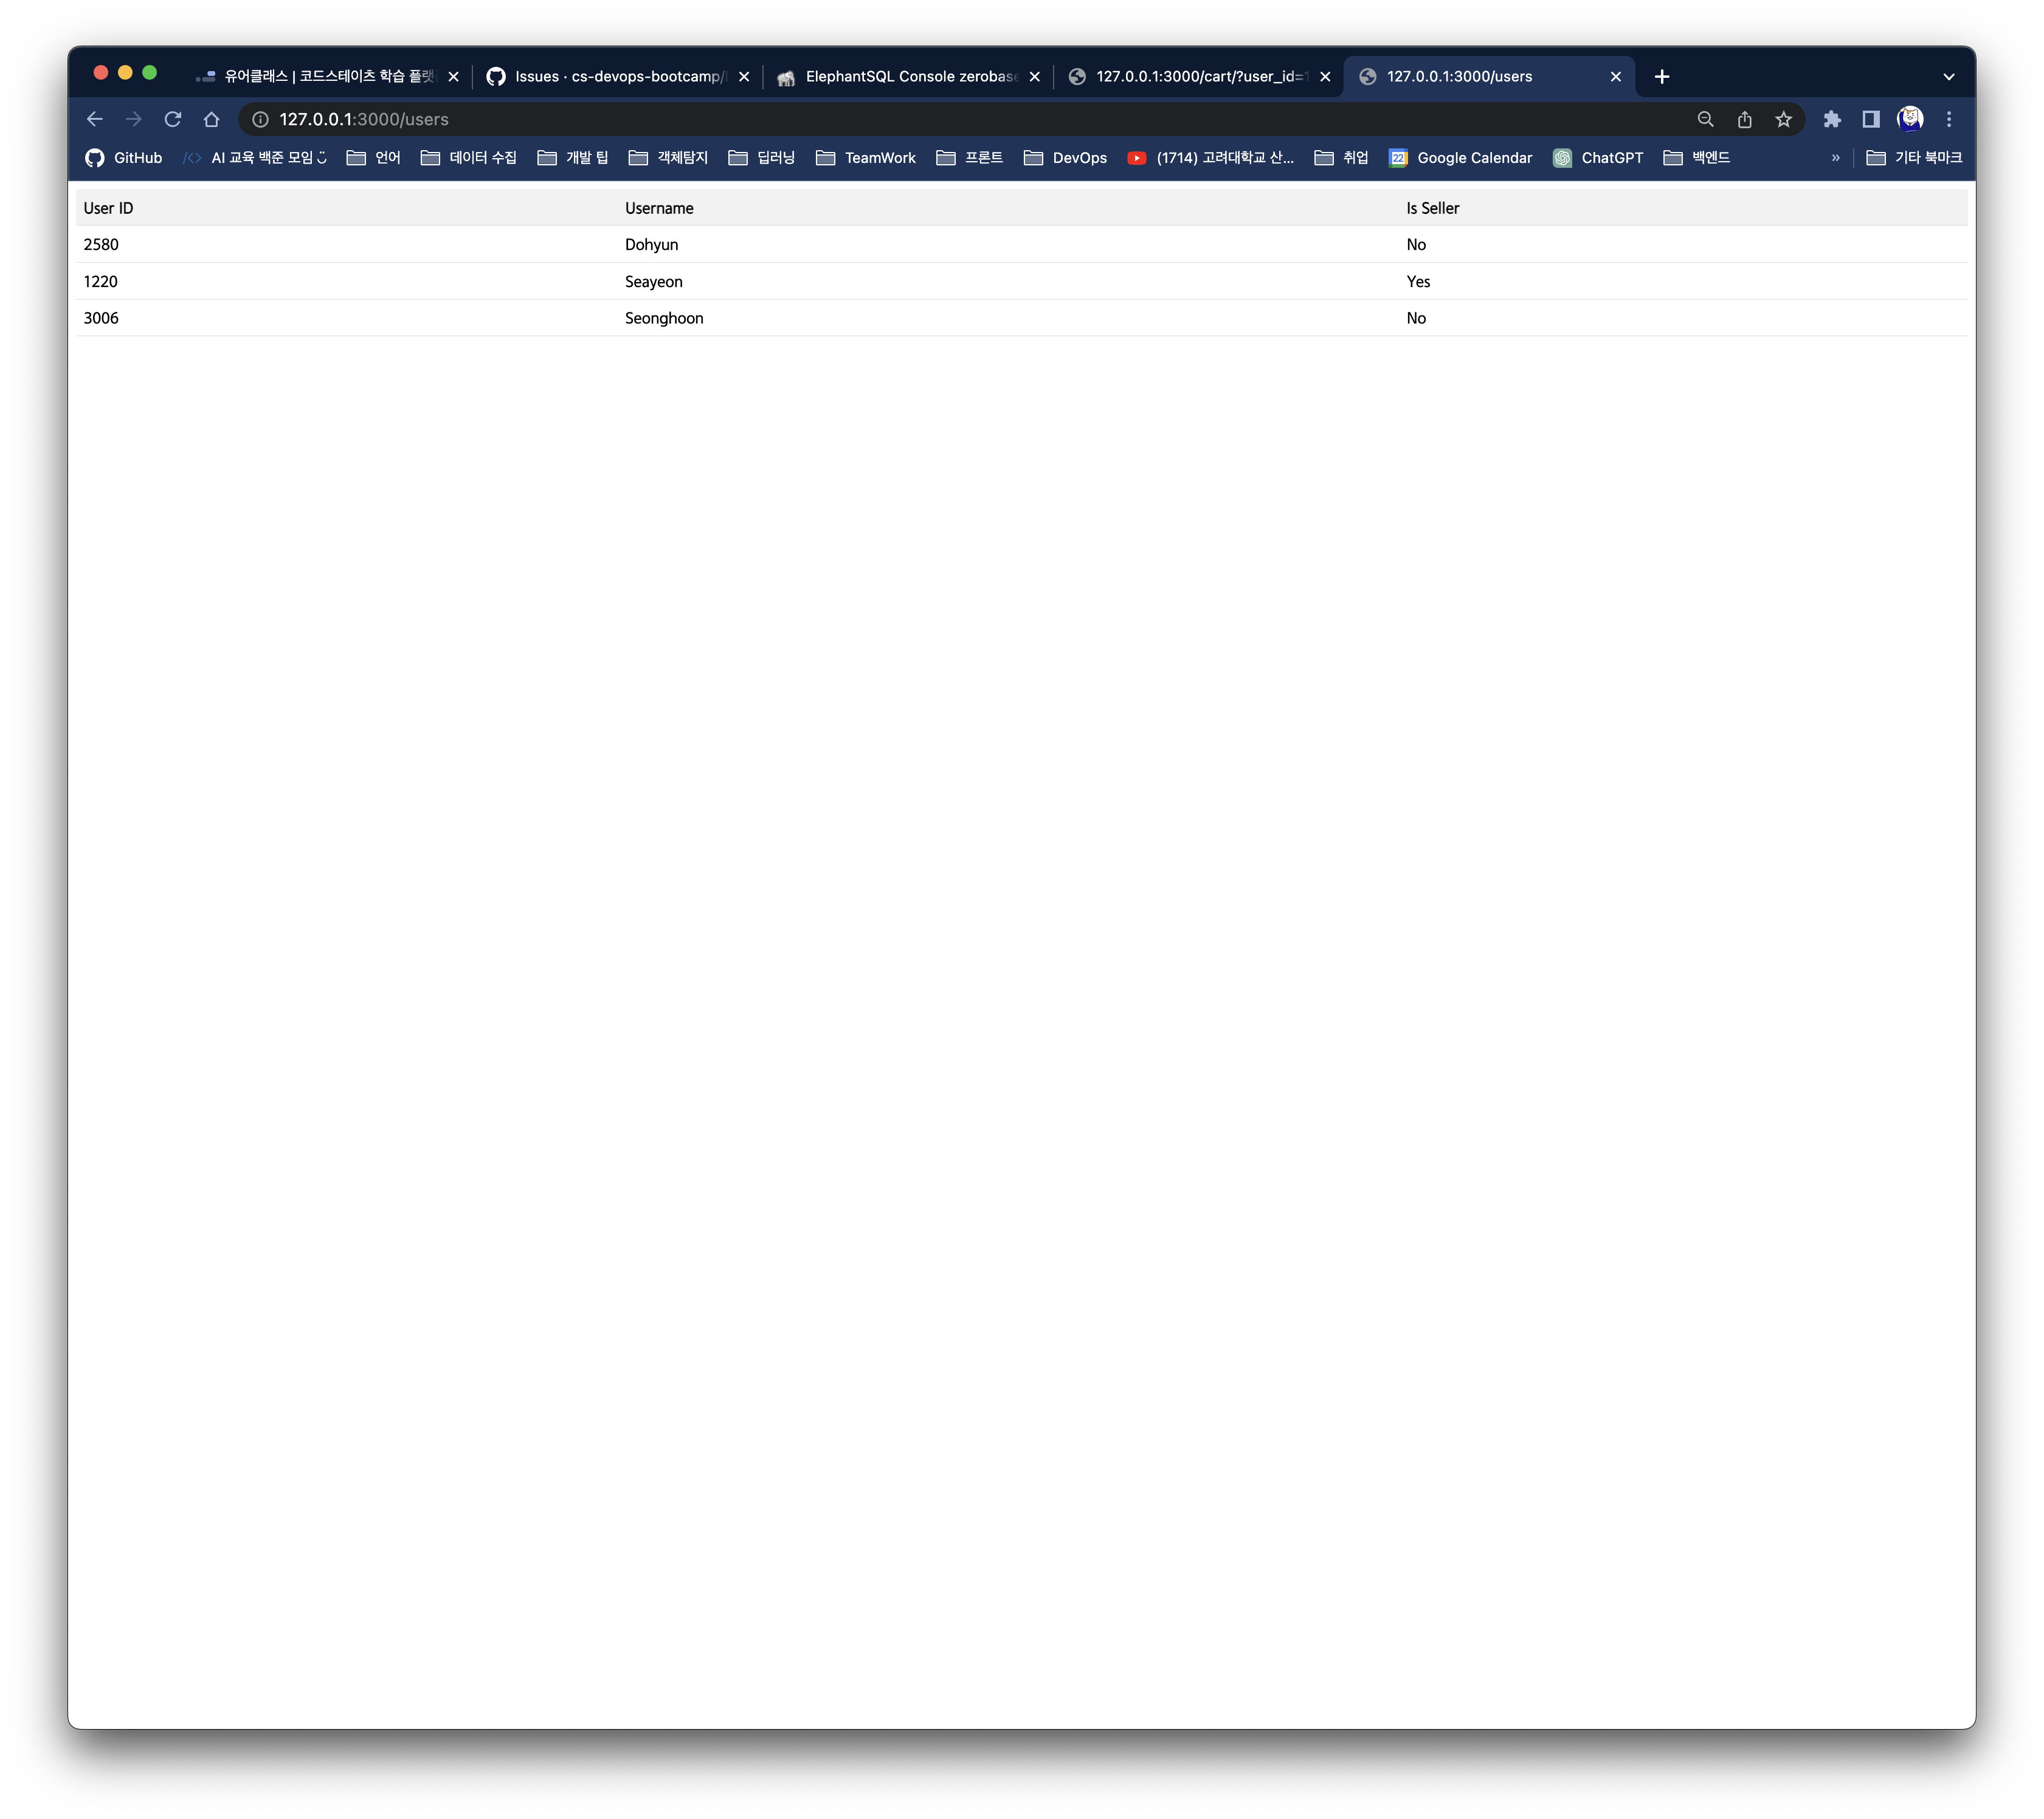 유어클래스 | 코드스테이츠 학습 플랫 Issues · cs-devops-bootcamp/ ElephantSQL Console zerobase 127.0.0.1:3000/cart/?user_id=1 127.0.0.1:3000/users
127.0.0.1:3000/users
GitHub AI 교육 백준 모임 언어 데이터 수집 개발 팁 객체탐지 딥러닝 TeamWork 프론트 DevOps (1714) 고려대학교 산... 취업 22 Google Calendar ChatGPT 백엔드 » 기타 북마크
User ID Username Is Seller
2580 Dohyun No
1220 Seayeon Yes
3006 Seonghoon No